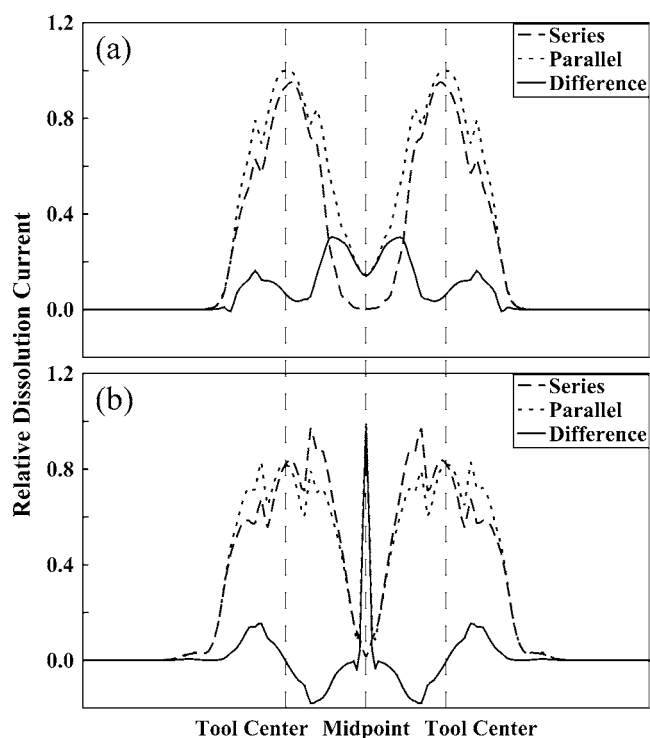 Relative Dissolution Current
(a)
Series
Parallel
Difference
1.2
0.8
0.4
0.0
(b)
Series
Parallel
Difference
1.2
0.8
0.4
0.0
Tool Center Midpoint Tool Center